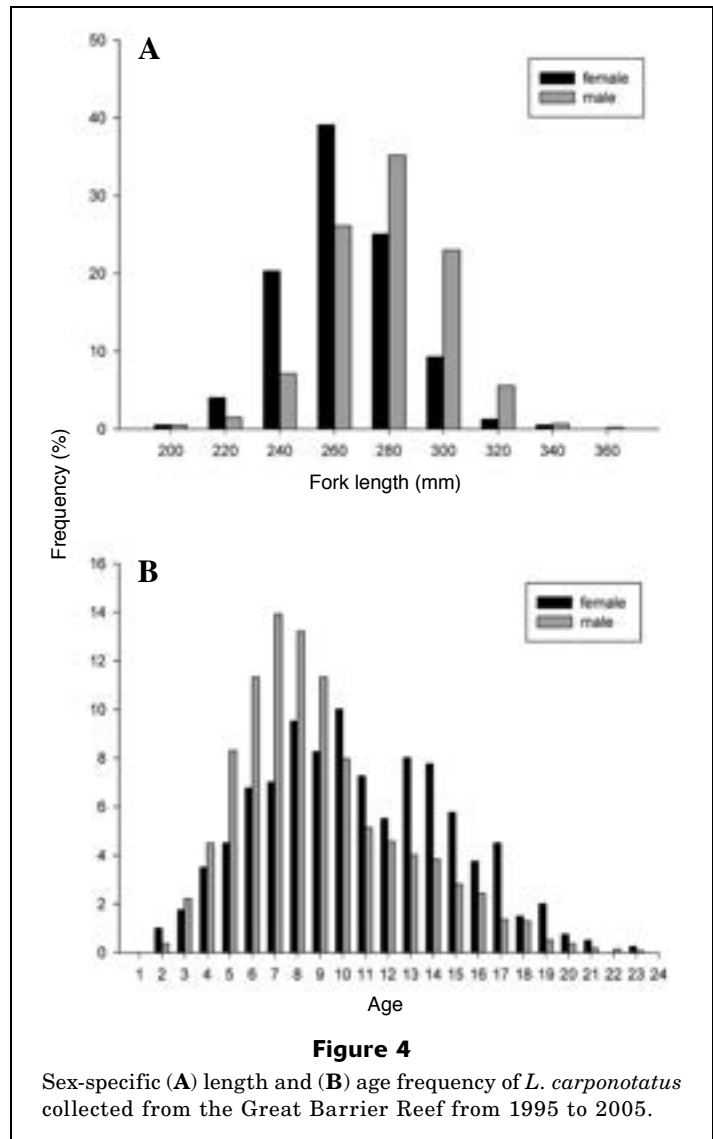 A
50
40
30
20
10
0
female
male
200 220 240 260 280 300 320 340 360
Fork length (mm)
Frequency (%)
B
16
14
12
10
8
6
4
2
0
female
male
1 2 3 4 5 6 7 8 9 10 11 12 13 14 15 16 17 18 19 20 21 22 23 24
Age
Figure 4
Sex-specific (A) length and (B) age frequency of L. carponotatus
collected from the Great Barrier Reef from 1995 to 2005.